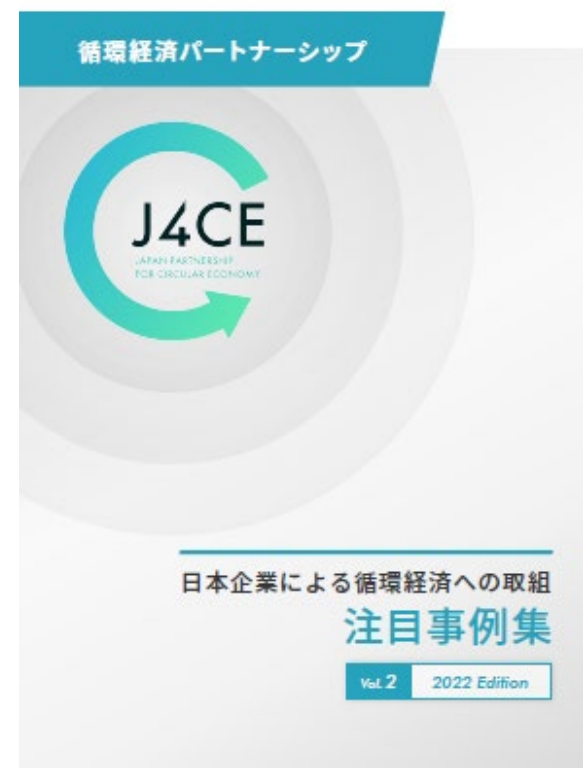 循環経済パートナーシップ
J4CE
JAPAN PARTNERSHIP
FOR CIRCULAR ECONOMY
日本企業による循環経済への取組
注目事例集
Vol. 2 2022 Edition